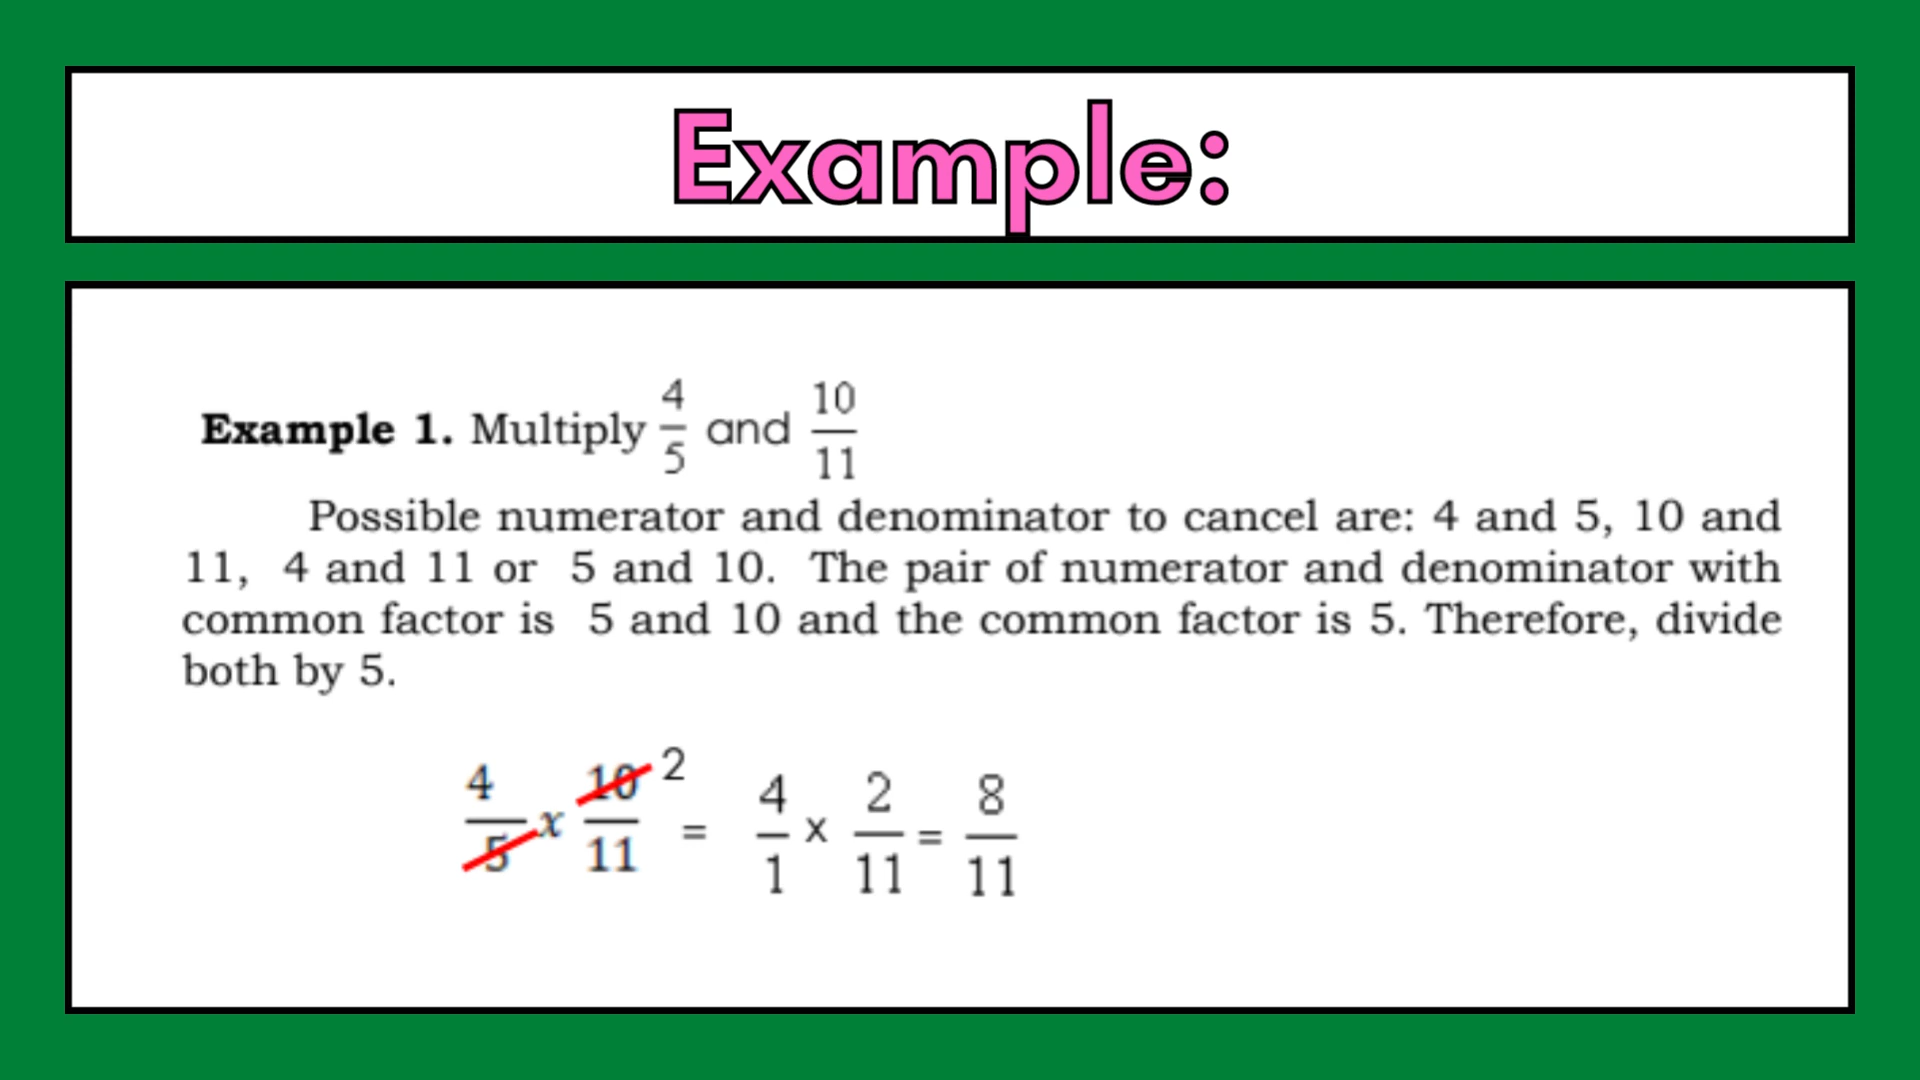 Example:
Example 1. Multiply 4/5 and 10/11
Possible numerator and denominator to cancel are: 4 and 5, 10 and
11, 4 and 11 or 5 and 10. The pair of numerator and denominator with
common factor is 5 and 10 and the common factor is 5. Therefore, divide
both by 5.
4/5 x 10/11 2 = 4/1 x 2/11 = 8/11